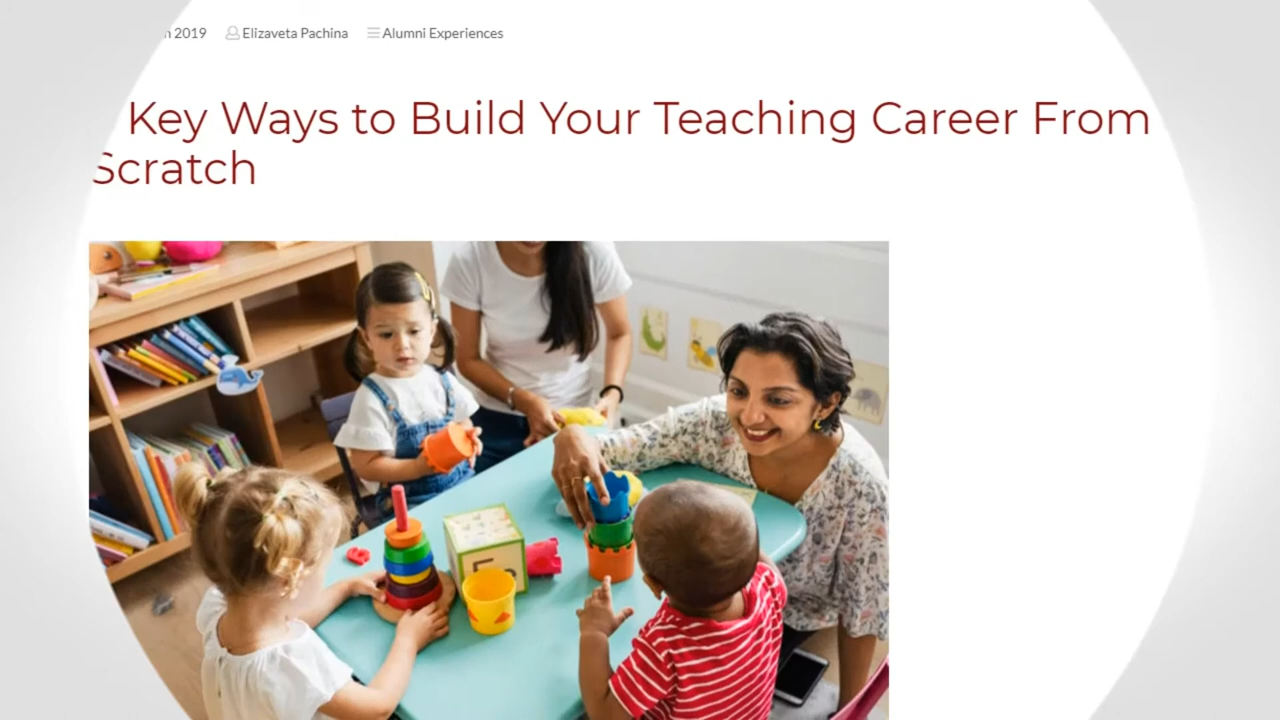 2019 Elizaveta Pachina Alumni Experiences
Key Ways to Build Your Teaching Career From
Scratch